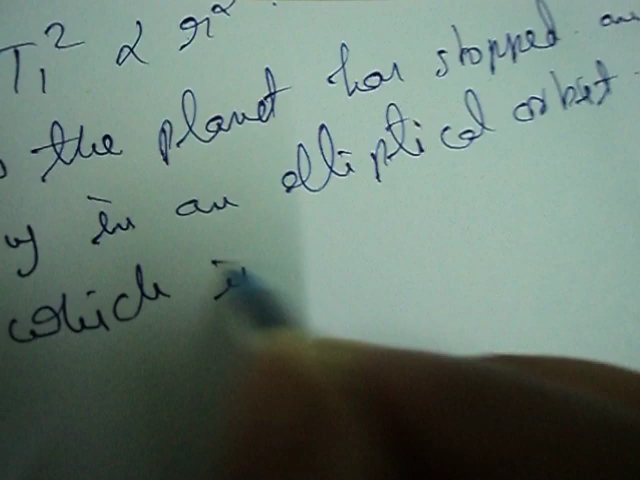 T₁² α r²
the planet has stopped
in an elliptical orbit
which